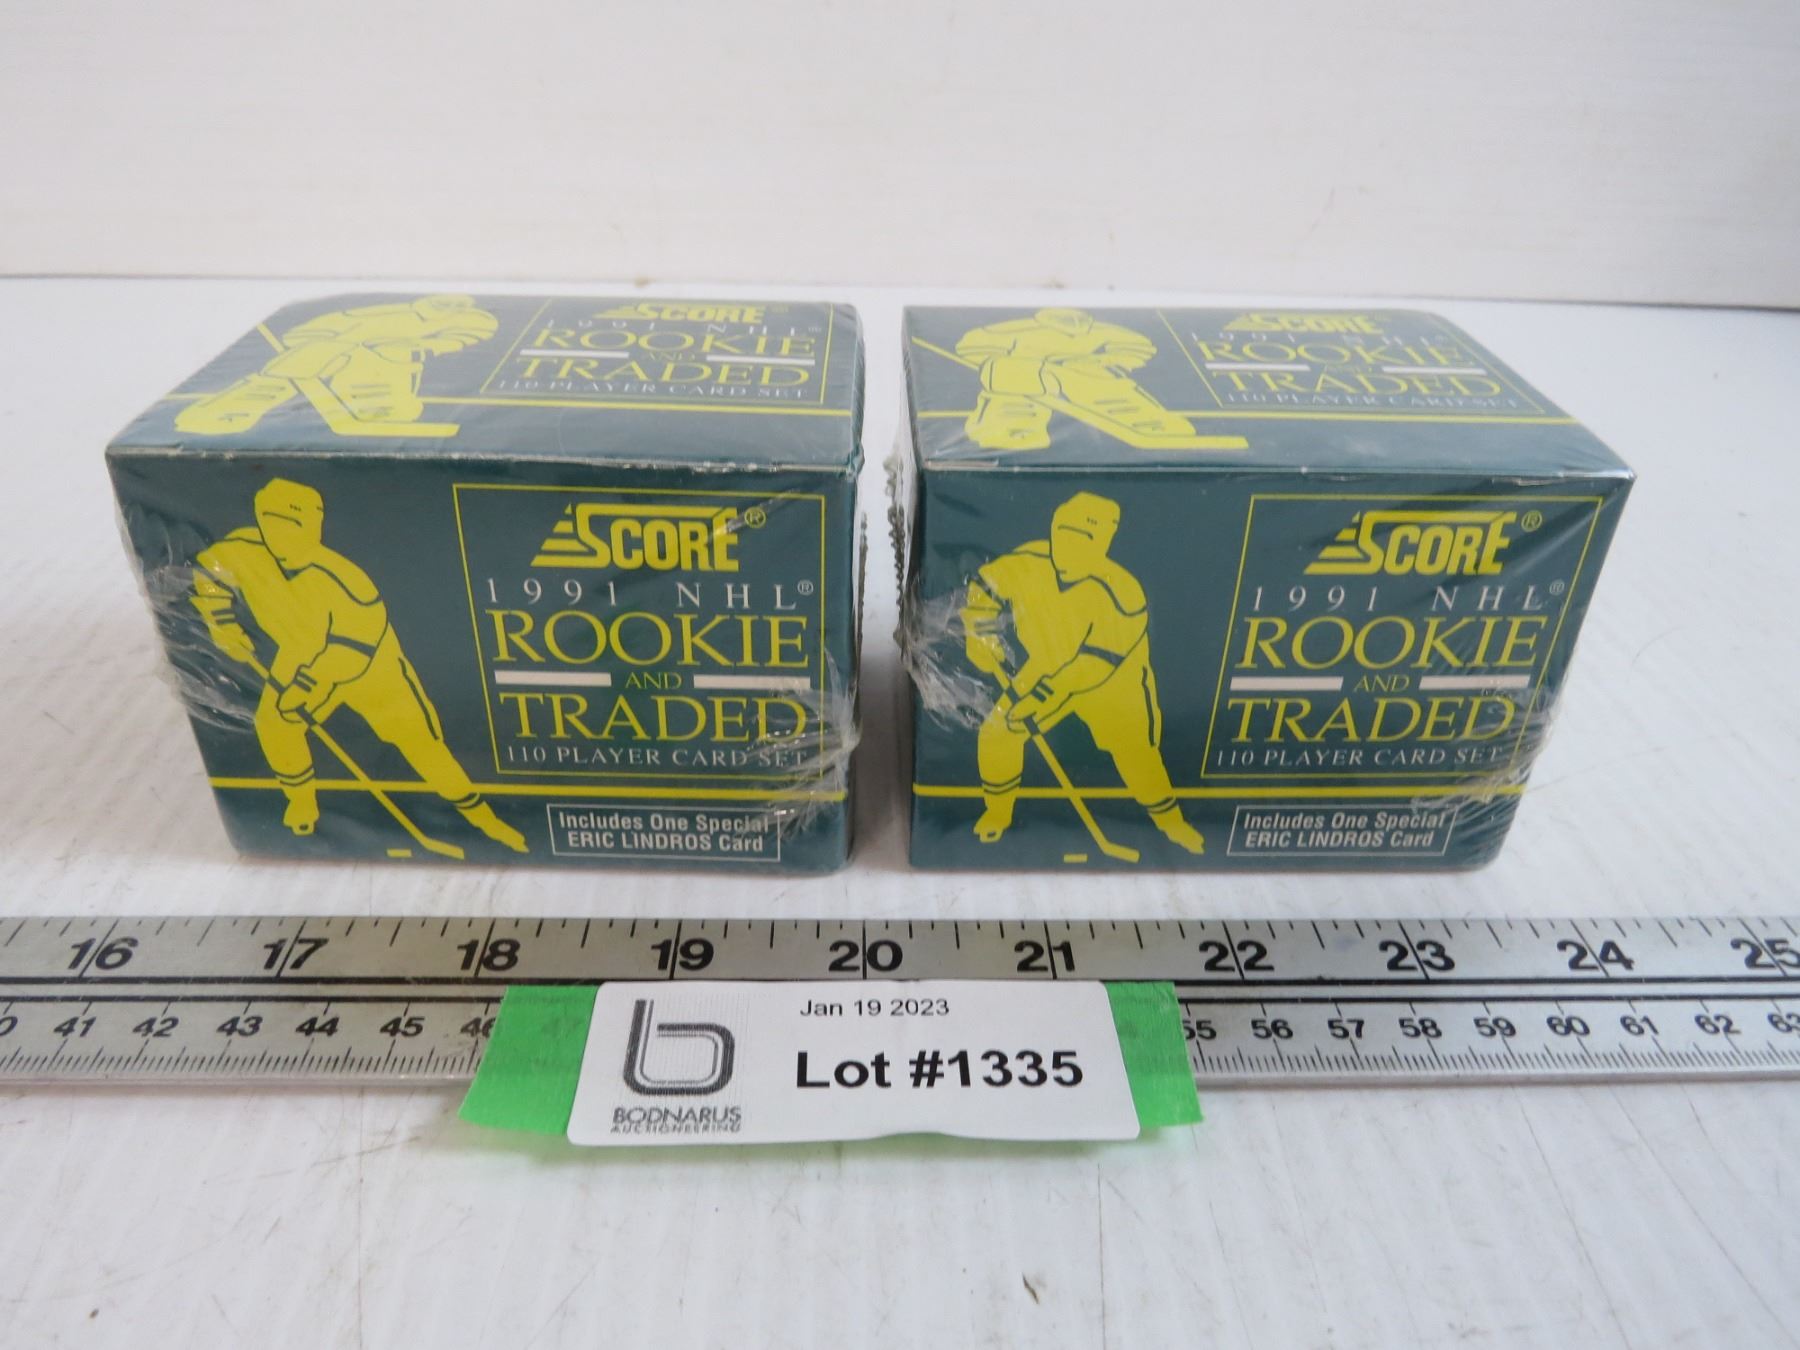 SCORE®
1991 NHL®
ROOKIE
AND
TRADED
110 PLAYER CARD SET
SCORE®
1991 NHL®
ROOKIE
AND
TRADED
110 PLAYER CARD SET
Includes One Special
ERIC LINDROS Card
SCORE
1991 NHL
ROOKIE
AND
TRADED
110 PLAYER CARD SET
SCORE®
1991 NHL®
ROOKIE
AND
TRADED
110 PLAYER CARD SET
Includes One Special
ERIC LINDROS Card
16 17 18 19 20 21 22 23 24 25
41 42 43 44 45 46 55 56 57 58 59 60 61 62 63
Jan 19 2023
Lot #1335
b
BODNARUS
AUCTIONEERING